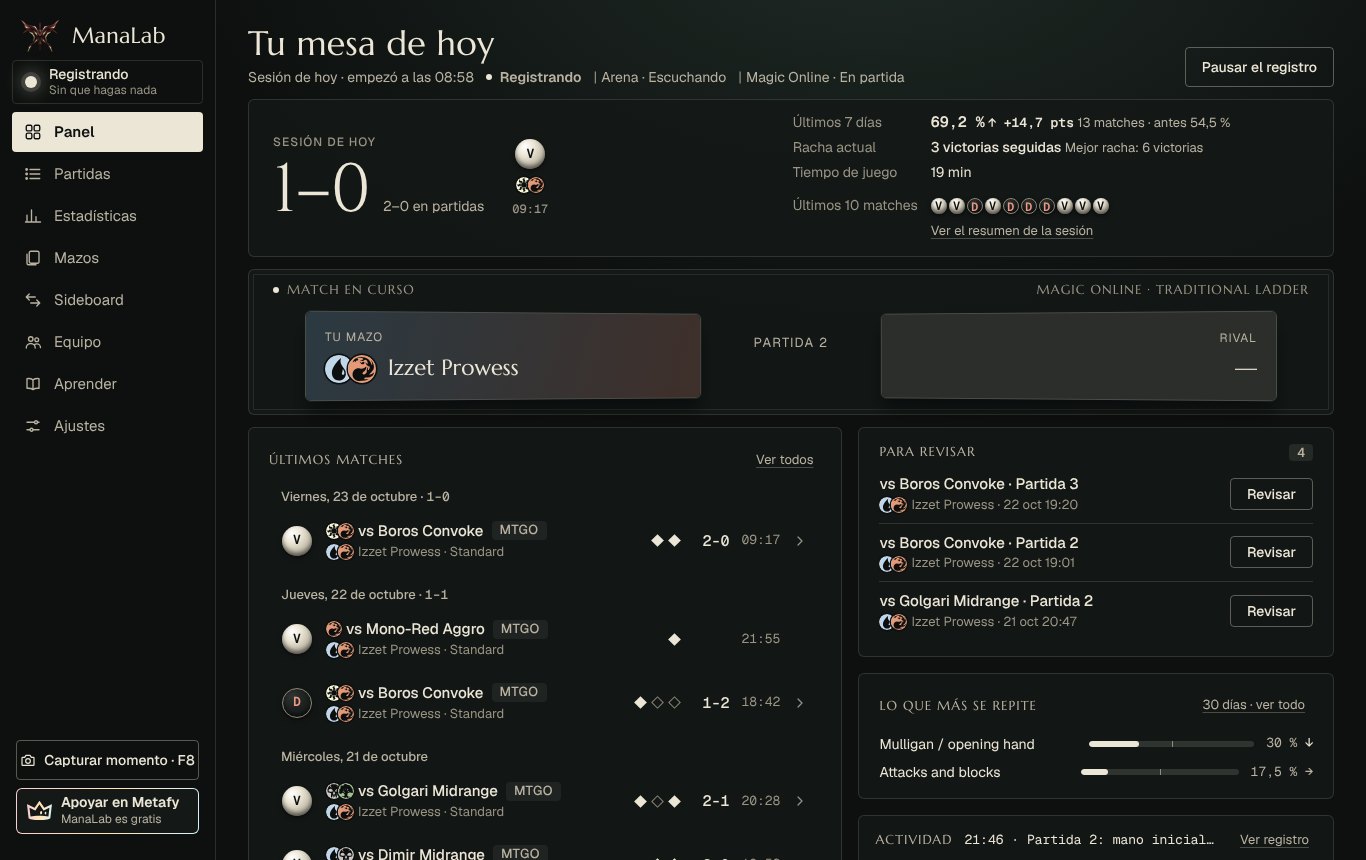 ManaLab
Registrando
Sin que hagas nada
Panel
Partidas
Estadísticas
Mazos
Sideboard
Equipo
Aprender
Ajustes
Capturar momento · F8
Apoyar en Metafy
ManaLab es gratis
Tu mesa de hoy
Sesión de hoy · empezó a las 08:58 Registrando | Arena · Escuchando | Magic Online · En partida
Pausar el registro
SESIÓN DE HOY
1–0 2–0 en partidas
V
09:17
Últimos 7 días 69,2 % ↑ +14,7 pts 13 matches · antes 54,5 %
Racha actual 3 victorias seguidas Mejor racha: 6 victorias
Tiempo de juego 19 min
Últimos 10 matches V V D V D D D V V V
Ver el resumen de la sesión
MATCH EN CURSO
MAGIC ONLINE · TRADITIONAL LADDER
TU MAZO
Izzet Prowess
PARTIDA 2
RIVAL
—
ÚLTIMOS MATCHES Ver todos
Viernes, 23 de octubre · 1–0
V vs Boros Convoke MTGO 2–0 09:17
Izzet Prowess · Standard
Jueves, 22 de octubre · 1–1
V vs Mono-Red Aggro MTGO 21:55
Izzet Prowess · Standard
D vs Boros Convoke MTGO 1–2 18:42
Izzet Prowess · Standard
Miércoles, 21 de octubre
V vs Golgari Midrange MTGO 2–1 20:28
Izzet Prowess · Standard
vs Dimir Midrange MTGO
PARA REVISAR 4
vs Boros Convoke · Partida 3
Izzet Prowess · 22 oct 19:20
Revisar
vs Boros Convoke · Partida 2
Izzet Prowess · 22 oct 19:01
Revisar
vs Golgari Midrange · Partida 2
Izzet Prowess · 21 oct 20:47
Revisar
LO QUE MÁS SE REPITE 30 días · ver todo
Mulligan / opening hand 30 % ↓
Attacks and blocks 17,5 % →
ACTIVIDAD 21:46 · Partida 2: mano inicial… Ver registro